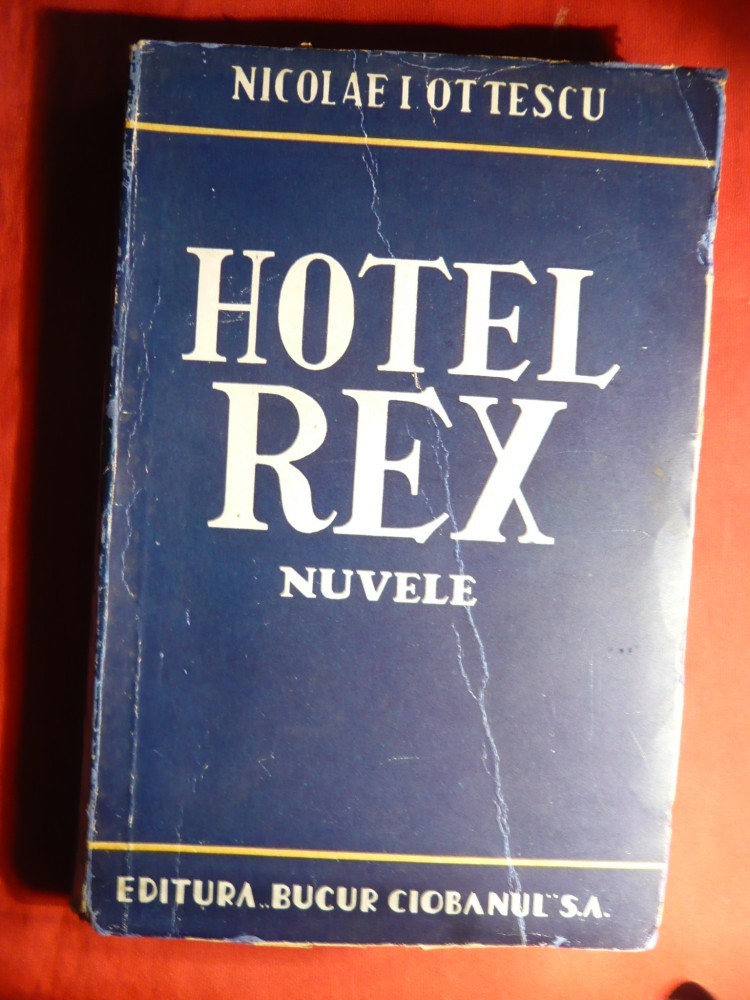 NICOLAE I. OTTESCU
HOTEL
REX
NUVELE
EDITURA „BUCUR CIOBANUL" S.A.